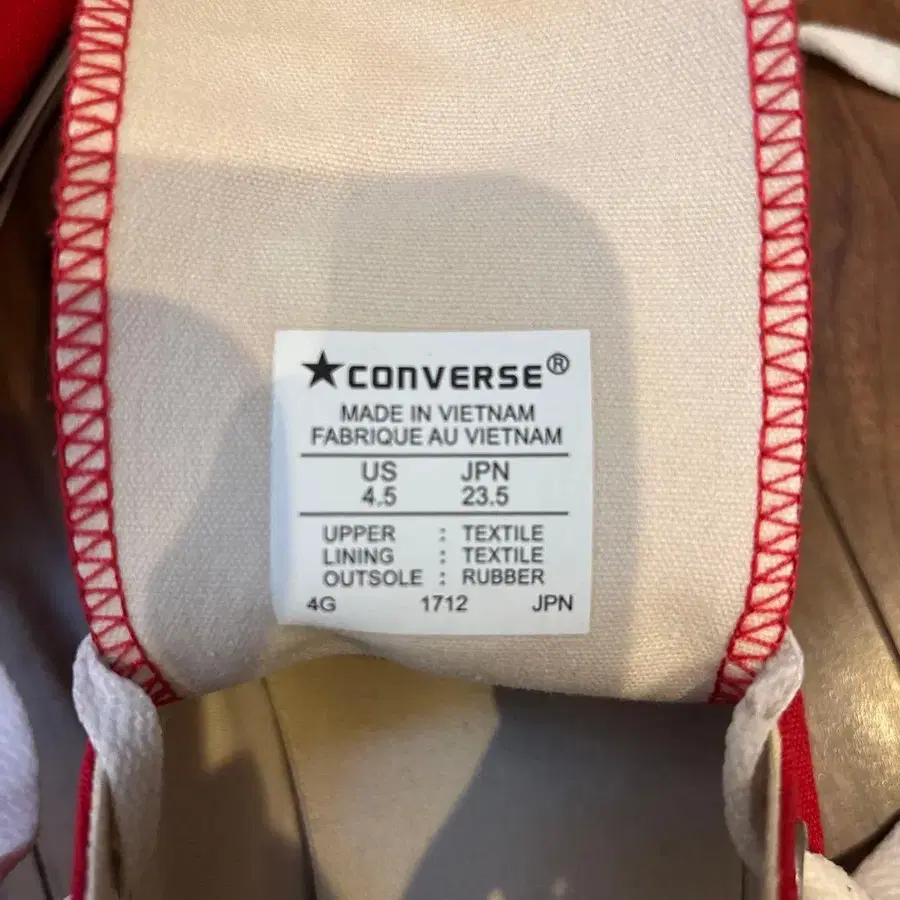 ★CONVERSE®
MADE IN VIETNAM
FABRIQUE AU VIETNAM
US JPN
4.5 23.5
UPPER : TEXTILE
LINING : TEXTILE
OUTSOLE : RUBBER
4G 1712 JPN